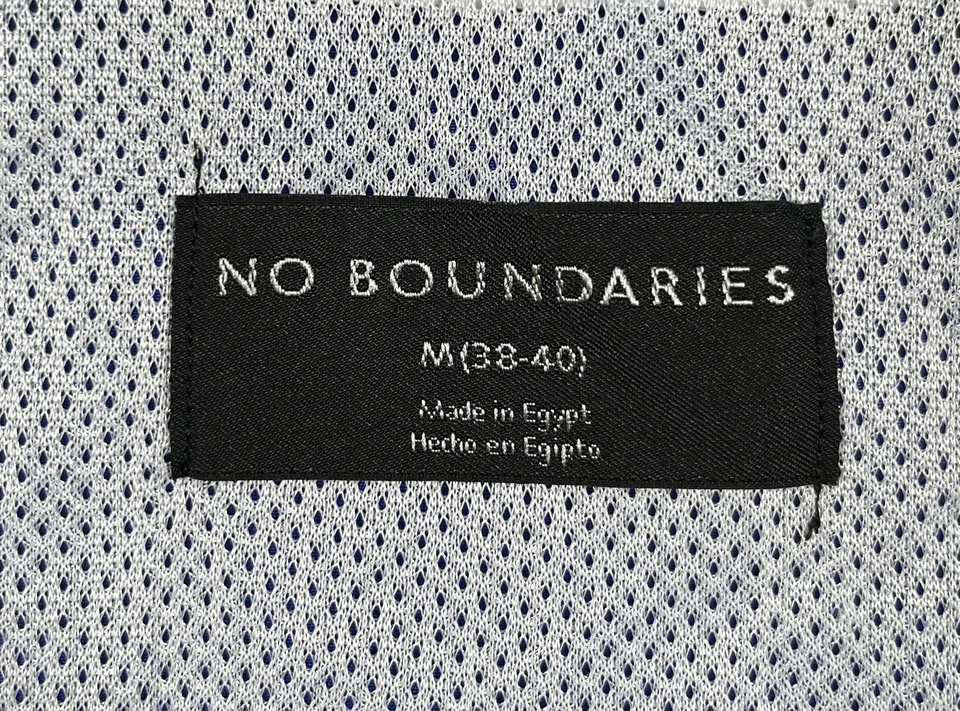 NO BOUNDARIES
M(38-40)
Made in Egypt
Hecho en Egipto